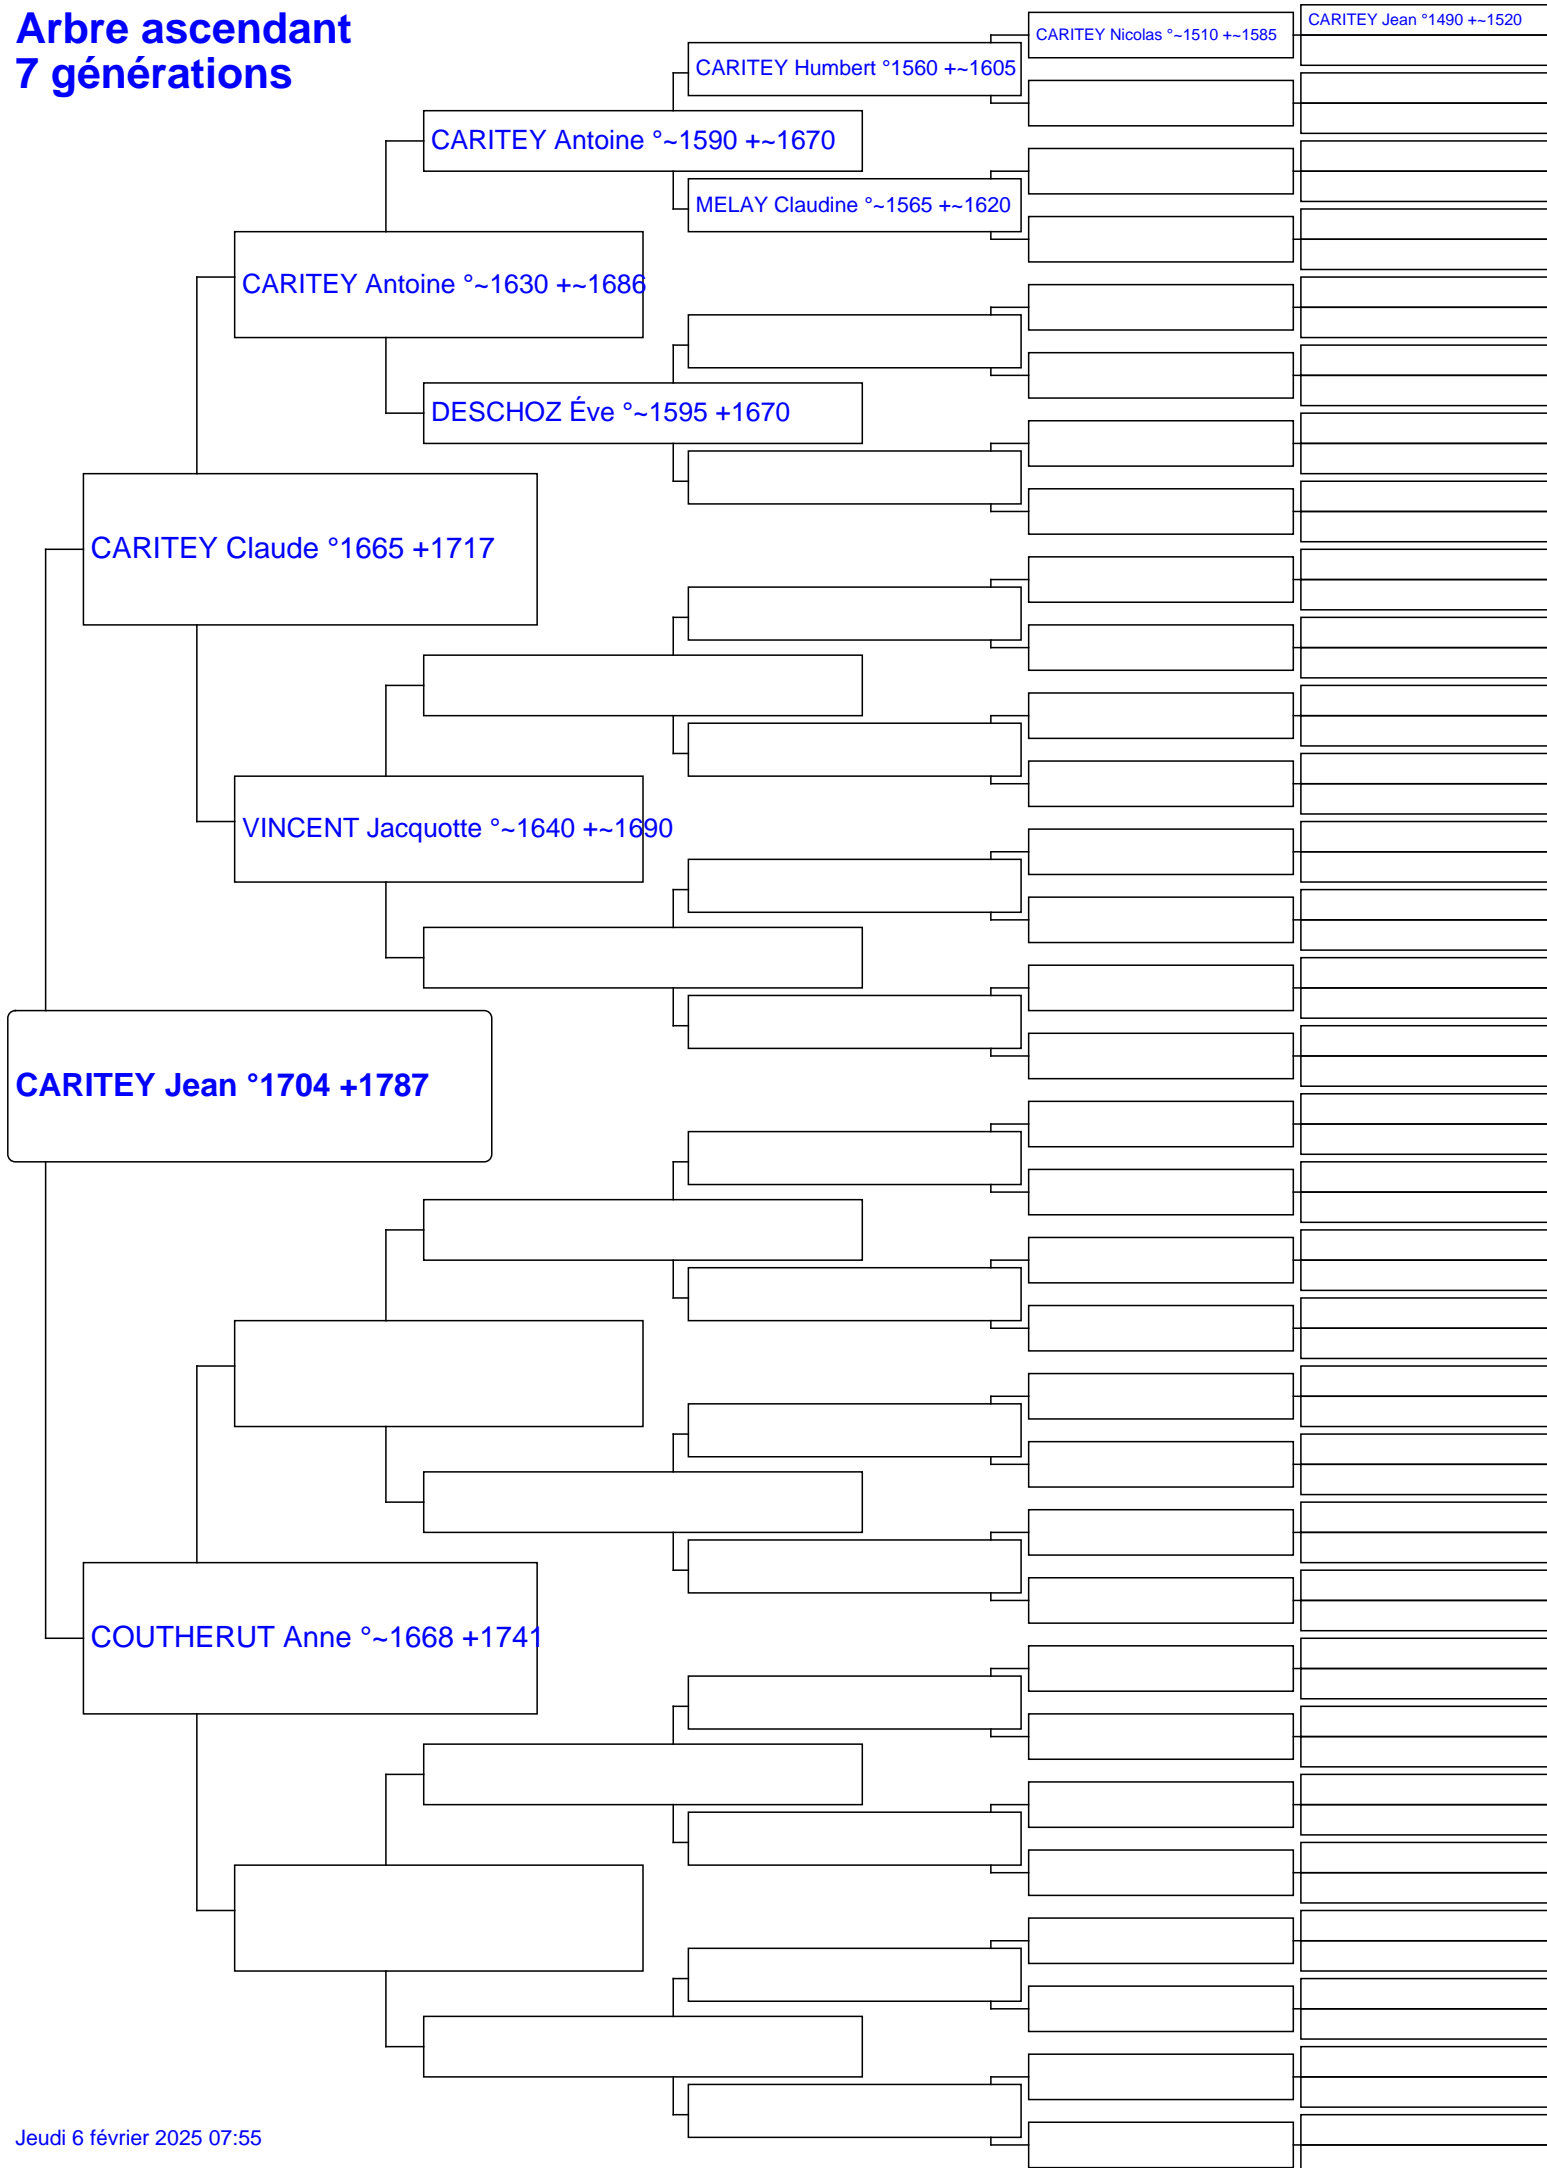 Arbre ascendant
7 générations
CARITEY Jean °1490 +~1520
CARITEY Nicolas °~1510 +~1585
CARITEY Humbert °1560 +~1605
CARITEY Antoine °~1590 +~1670
MELAY Claudine °~1565 +~1620
CARITEY Antoine °~1630 +~1686
DESCHOZ Éve °~1595 +1670
CARITEY Claude °1665 +1717
VINCENT Jacquotte °~1640 +~1690
CARITEY Jean °1704 +1787
COUTHERUT Anne °~1668 +1741
Jeudi 6 février 2025 07:55